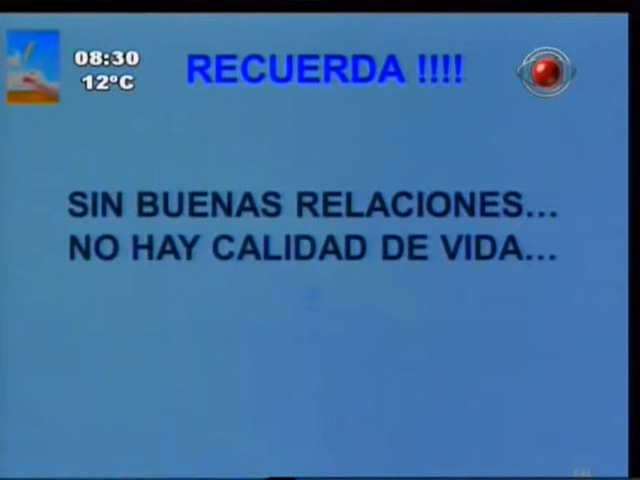 08:30
12ºC
RECUERDA !!!!
SIN BUENAS RELACIONES...
NO HAY CALIDAD DE VIDA...